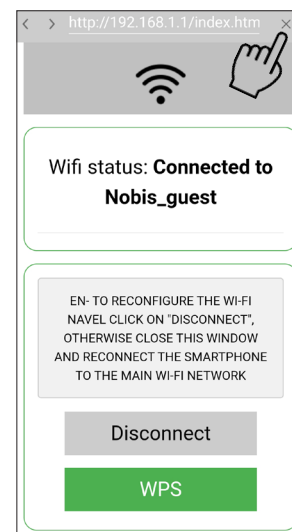 http://192.168.1.1/index.htm
Wifi status: Connected to
Nobis_guest
EN- TO RECONFIGURE THE WI-FI
NAVEL CLICK ON "DISCONNECT",
OTHERWISE CLOSE THIS WINDOW
AND RECONNECT THE SMARTPHONE
TO THE MAIN WI-FI NETWORK
Disconnect
WPS